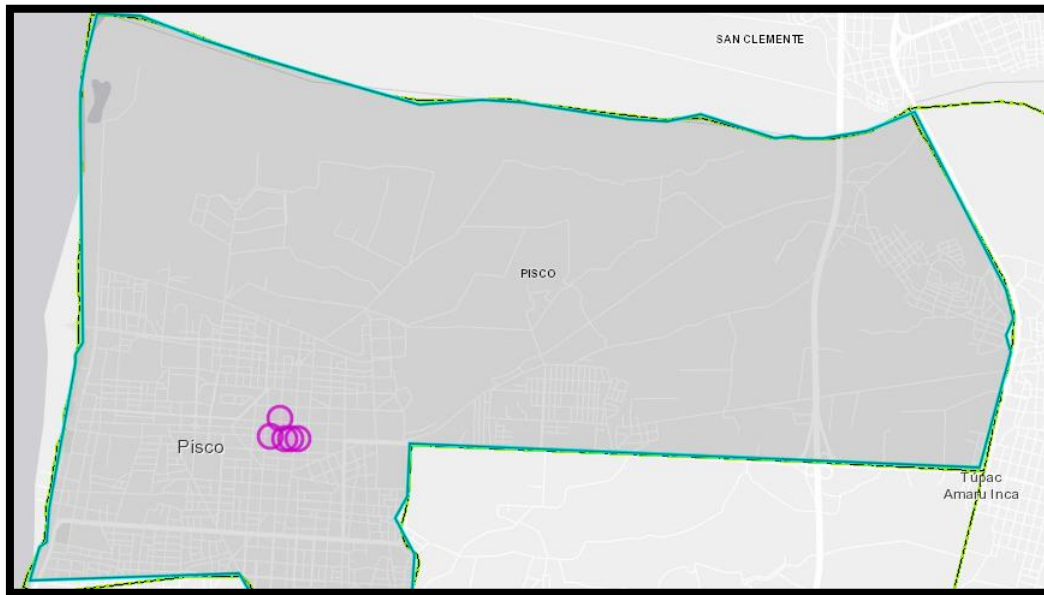 SAN CLEMENTE
PISCO
Pisco
Túpac
Amaru Inca